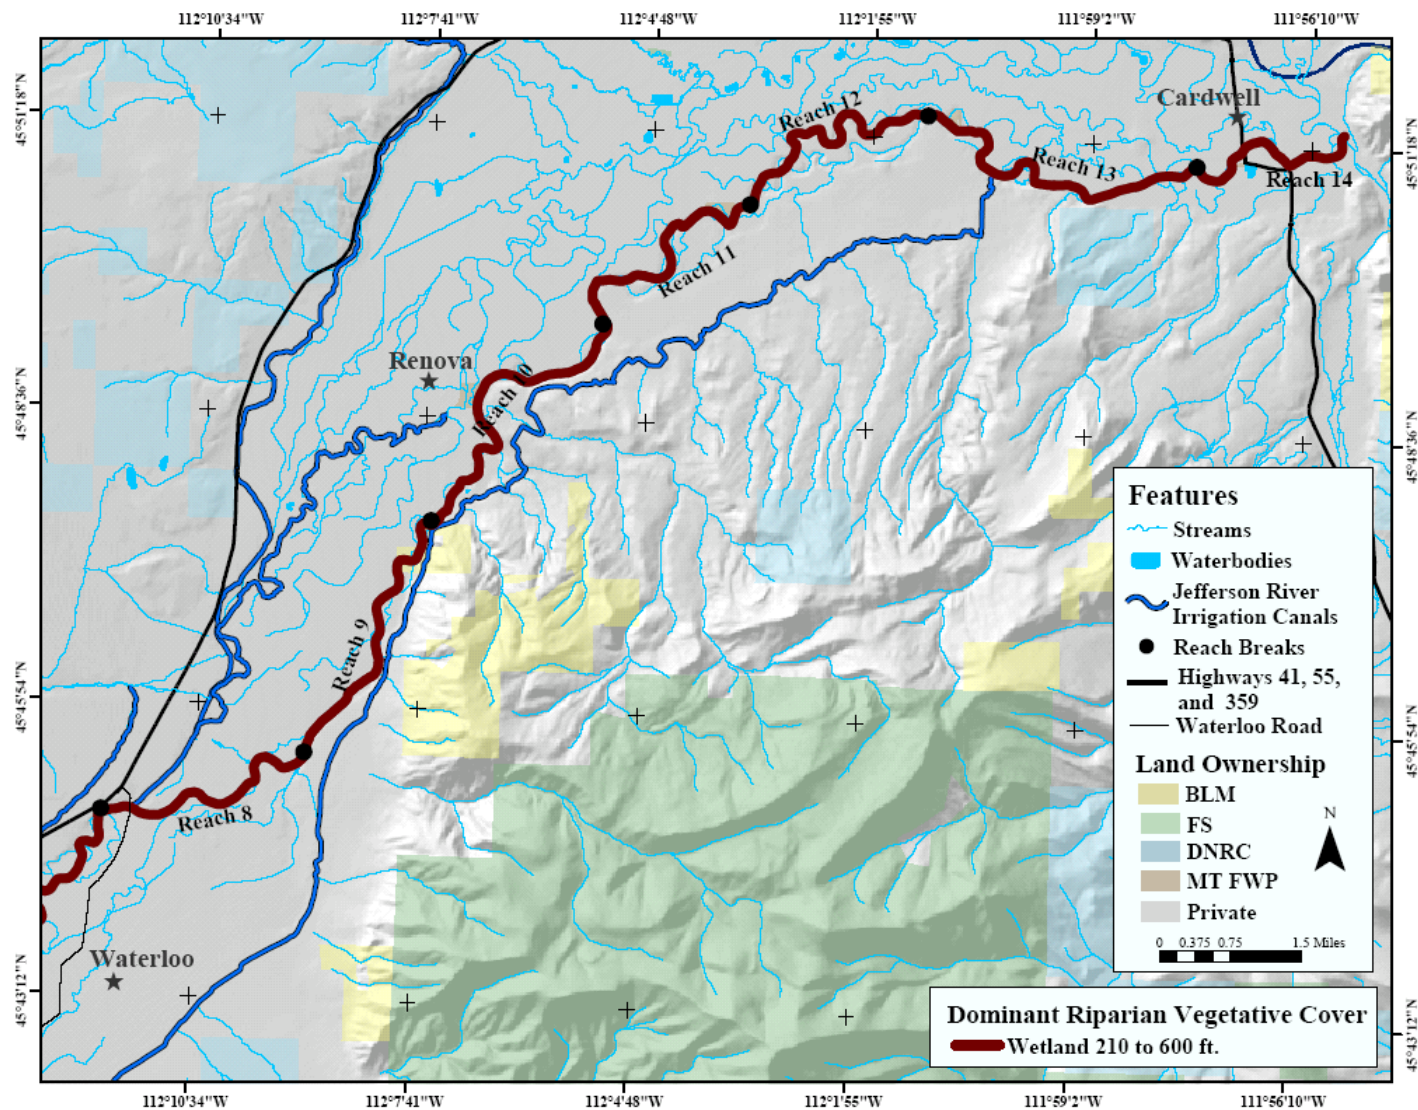 112°10'34"W 112°7'41"W 112°4'48"W 112°1'55"W 111°59'2"W 111°56'10"W
45°51'18"N
45°51'18"N
Cardwell
Reach 12
Reach 13
Reach 14
Reach 11
Renova
Reach 10
45°48'36"N
45°48'36"N
Reach 9
45°45'54"N
45°45'54"N
Reach 8
Waterloo
45°43'12"N
45°43'12"N
Features
Streams
Waterbodies
Jefferson River
Irrigation Canals
Reach Breaks
Highways 41, 55,
and 359
Waterloo Road
Land Ownership
BLM
FS
DNRC
MT FWP
Private
N
0 0.375 0.75 1.5 Miles
Dominant Riparian Vegetative Cover
Wetland 210 to 600 ft.
112°10'34"W 112°7'41"W 112°4'48"W 112°1'55"W 111°59'2"W 111°56'10"W